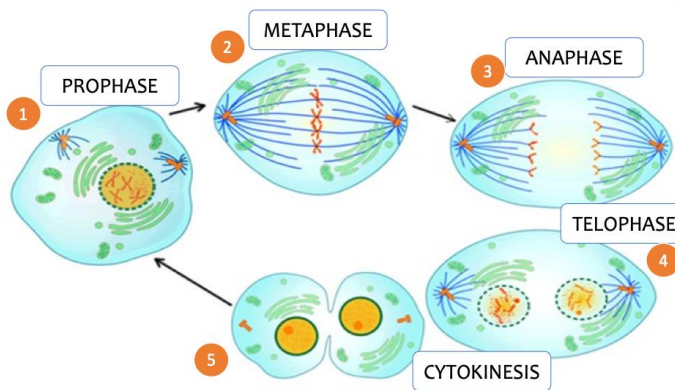 1
PROPHASE
2
METAPHASE
3
ANAPHASE
TELOPHASE
4
5
CYTOKINESIS